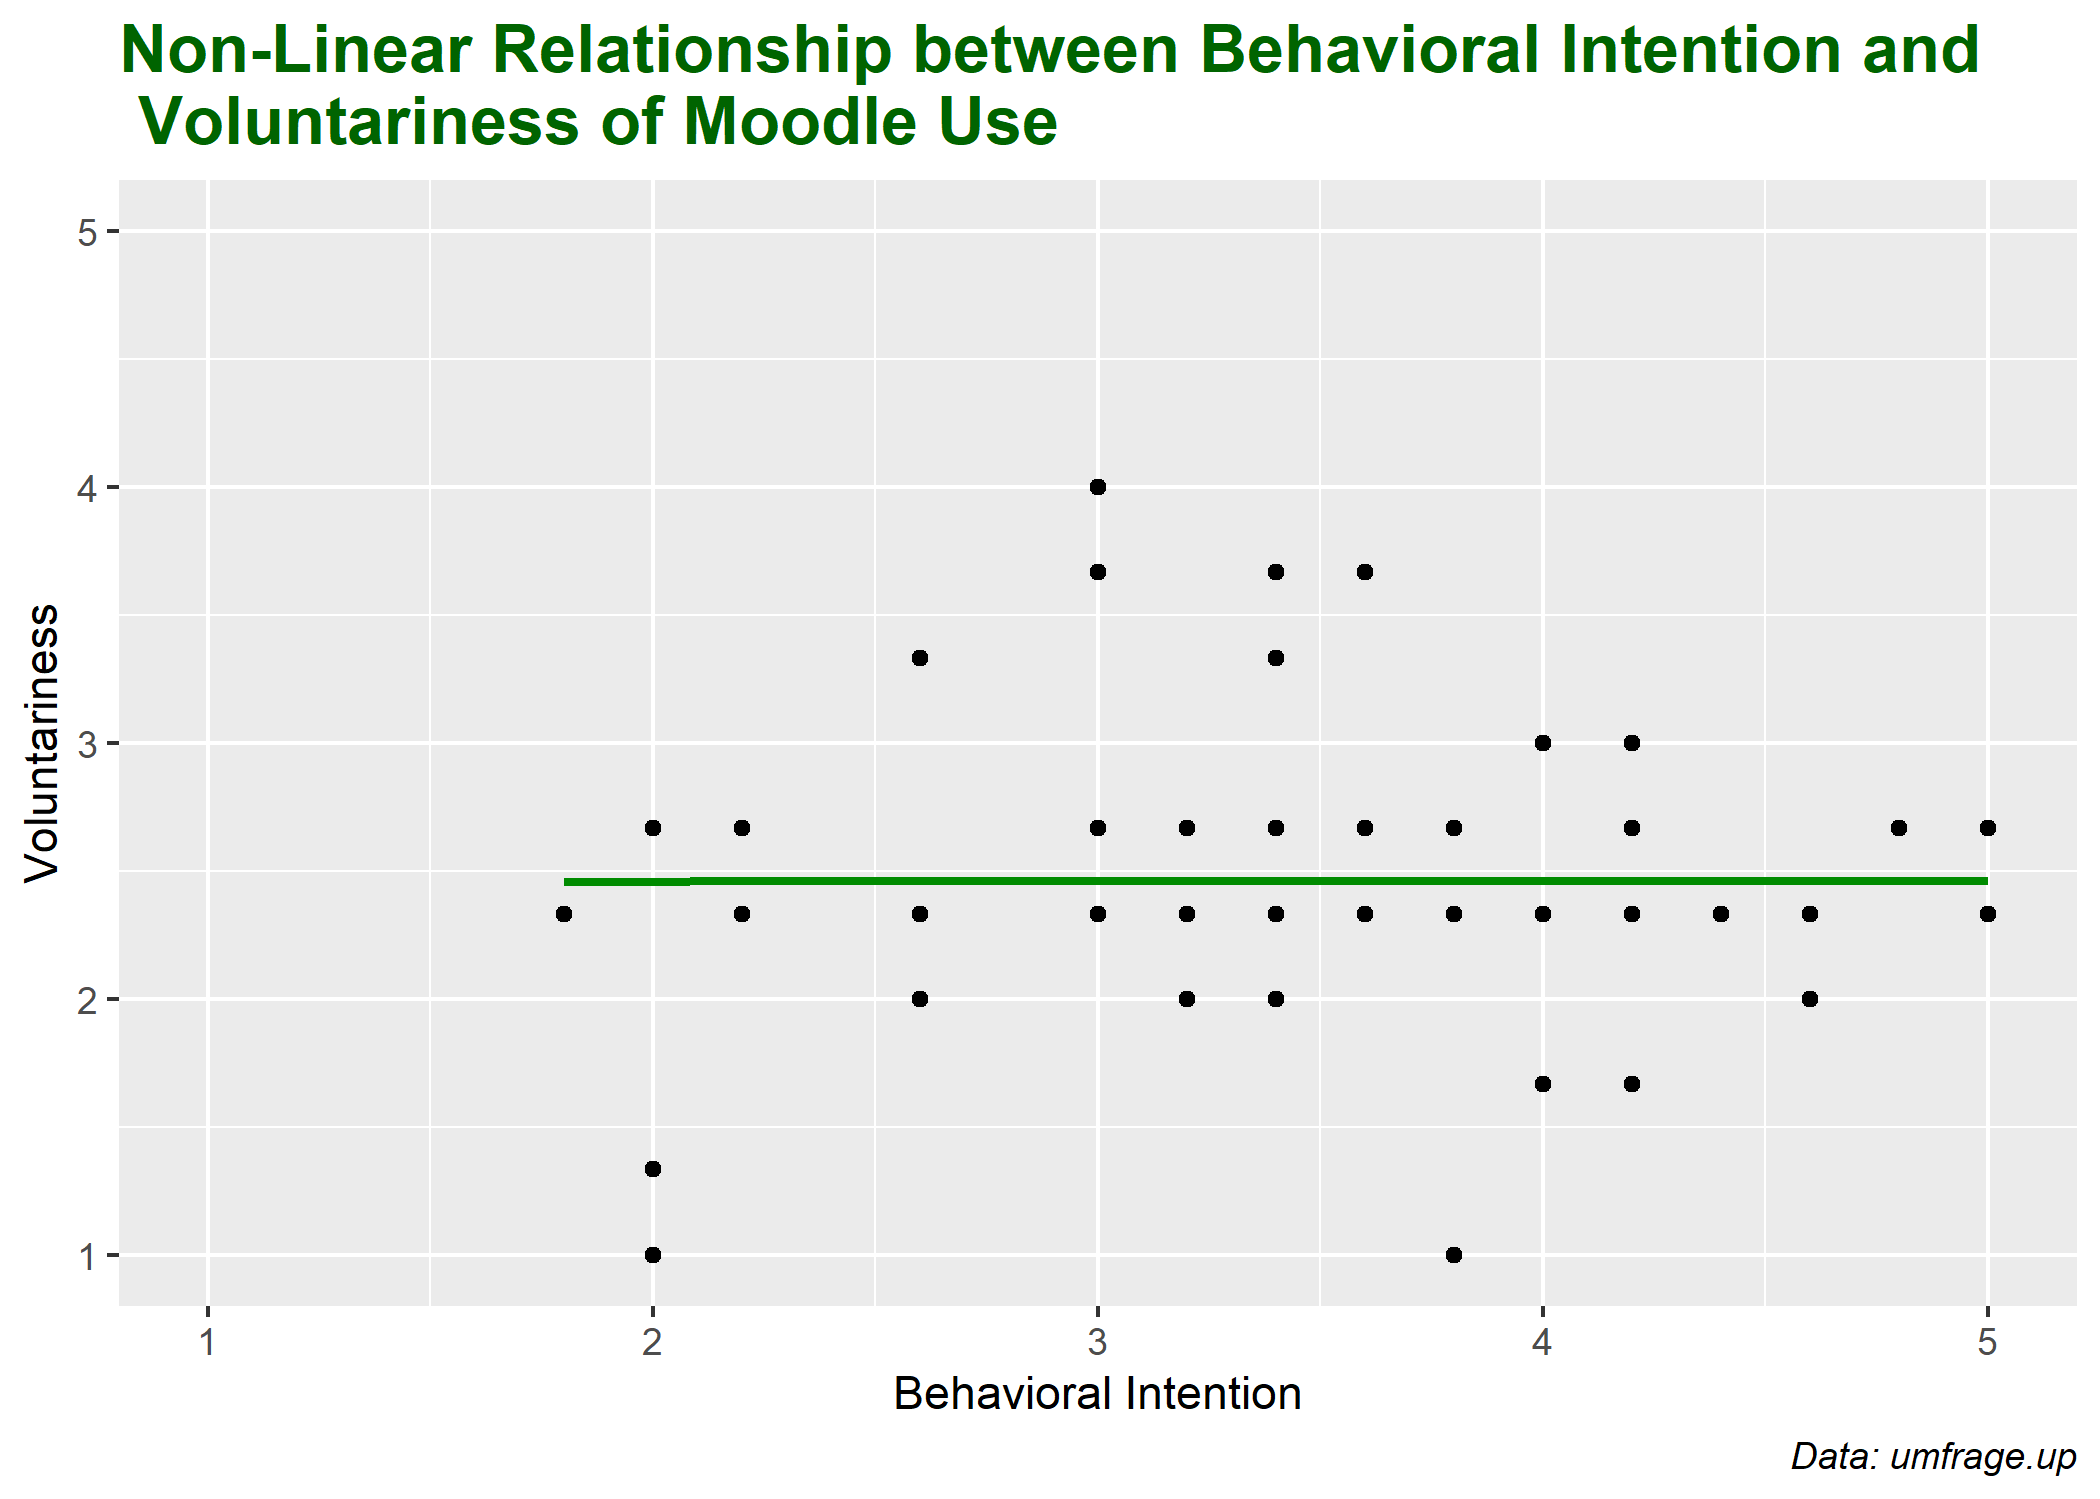 Non-Linear Relationship between Behavioral Intention and
Voluntariness of Moodle Use
5
4
3
2
1
Voluntariness
1 2 3 4 5
Behavioral Intention
Data: umfrage.up